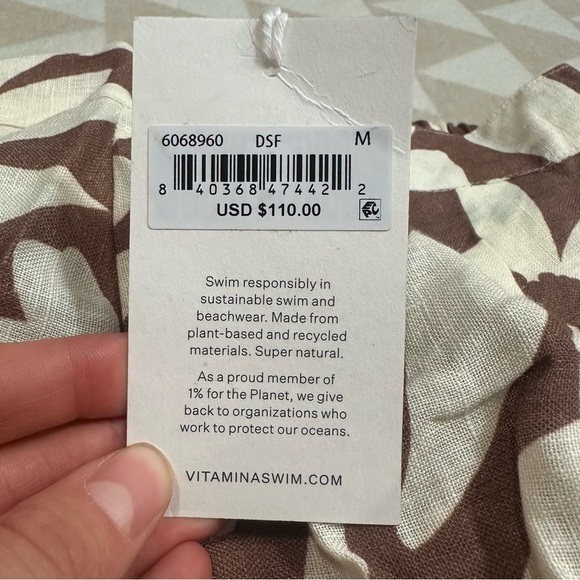 6068960 DSF M
8 40368 47442 2
USD $110.00
Swim responsibly in
sustainable swim and
beachwear. Made from
plant-based and recycled
materials. Super natural.
As a proud member of
1% for the Planet, we give
back to organizations who
work to protect our oceans.
VITAMINASWIM.COM